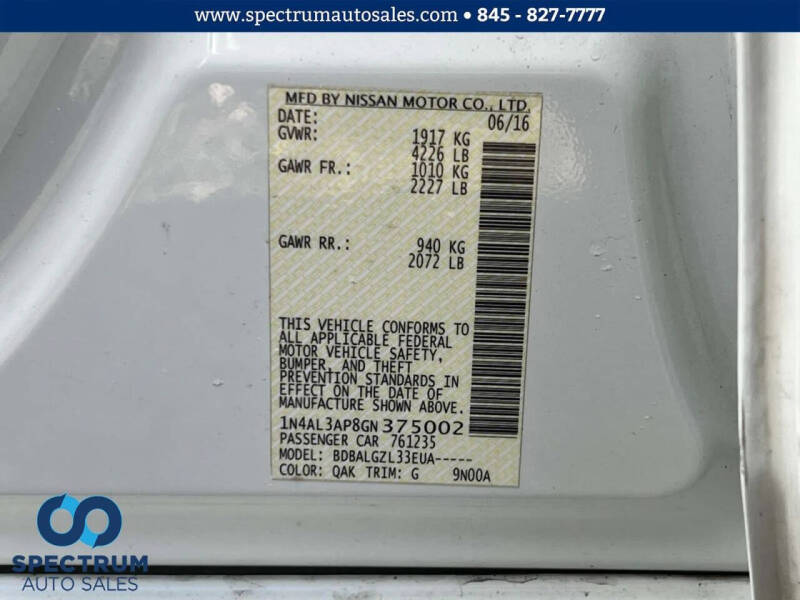 www.spectrumautosales.com • 845 - 827-7777
MFD BY NISSAN MOTOR CO., LTD.
DATE: 06/16
GVWR: 1917 KG
4226 LB
GAWR FR.: 1010 KG
2227 LB
GAWR RR.: 940 KG
2072 LB
THIS VEHICLE CONFORMS TO
ALL APPLICABLE FEDERAL
MOTOR VEHICLE SAFETY,
BUMPER, AND THEFT
PREVENTION STANDARDS IN
EFFECT ON THE DATE OF
MANUFACTURE SHOWN ABOVE.
1N4AL3AP8GN375002
PASSENGER CAR 761235
MODEL: BDBALGZL33EUA-----
COLOR: QAK TRIM: G 9N00A
SPECTRUM
AUTO SALES